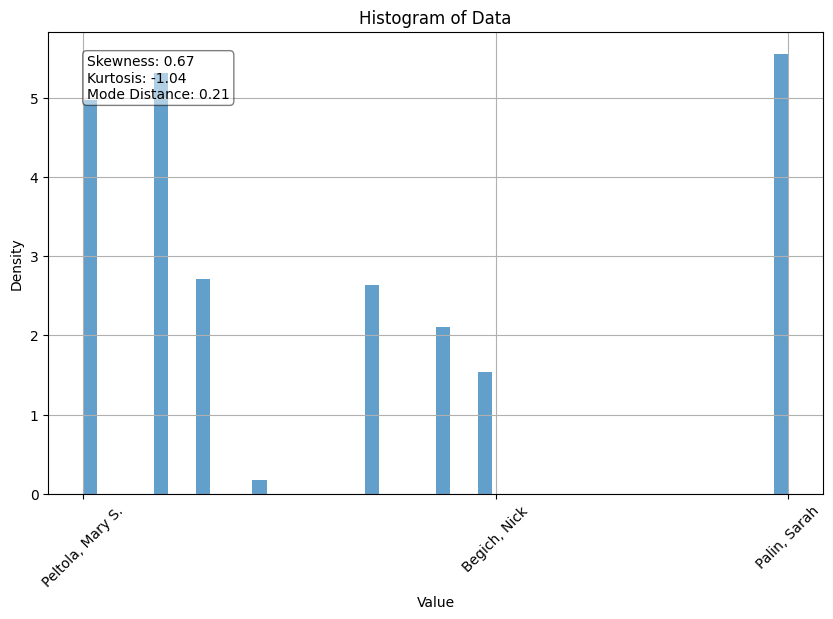 Histogram of Data
Skewness: 0.67
Kurtosis: -1.04
Mode Distance: 0.21
Density
5
4
3
2
1
0
Peltola, Mary S.
Begich, Nick
Palin, Sarah
Value